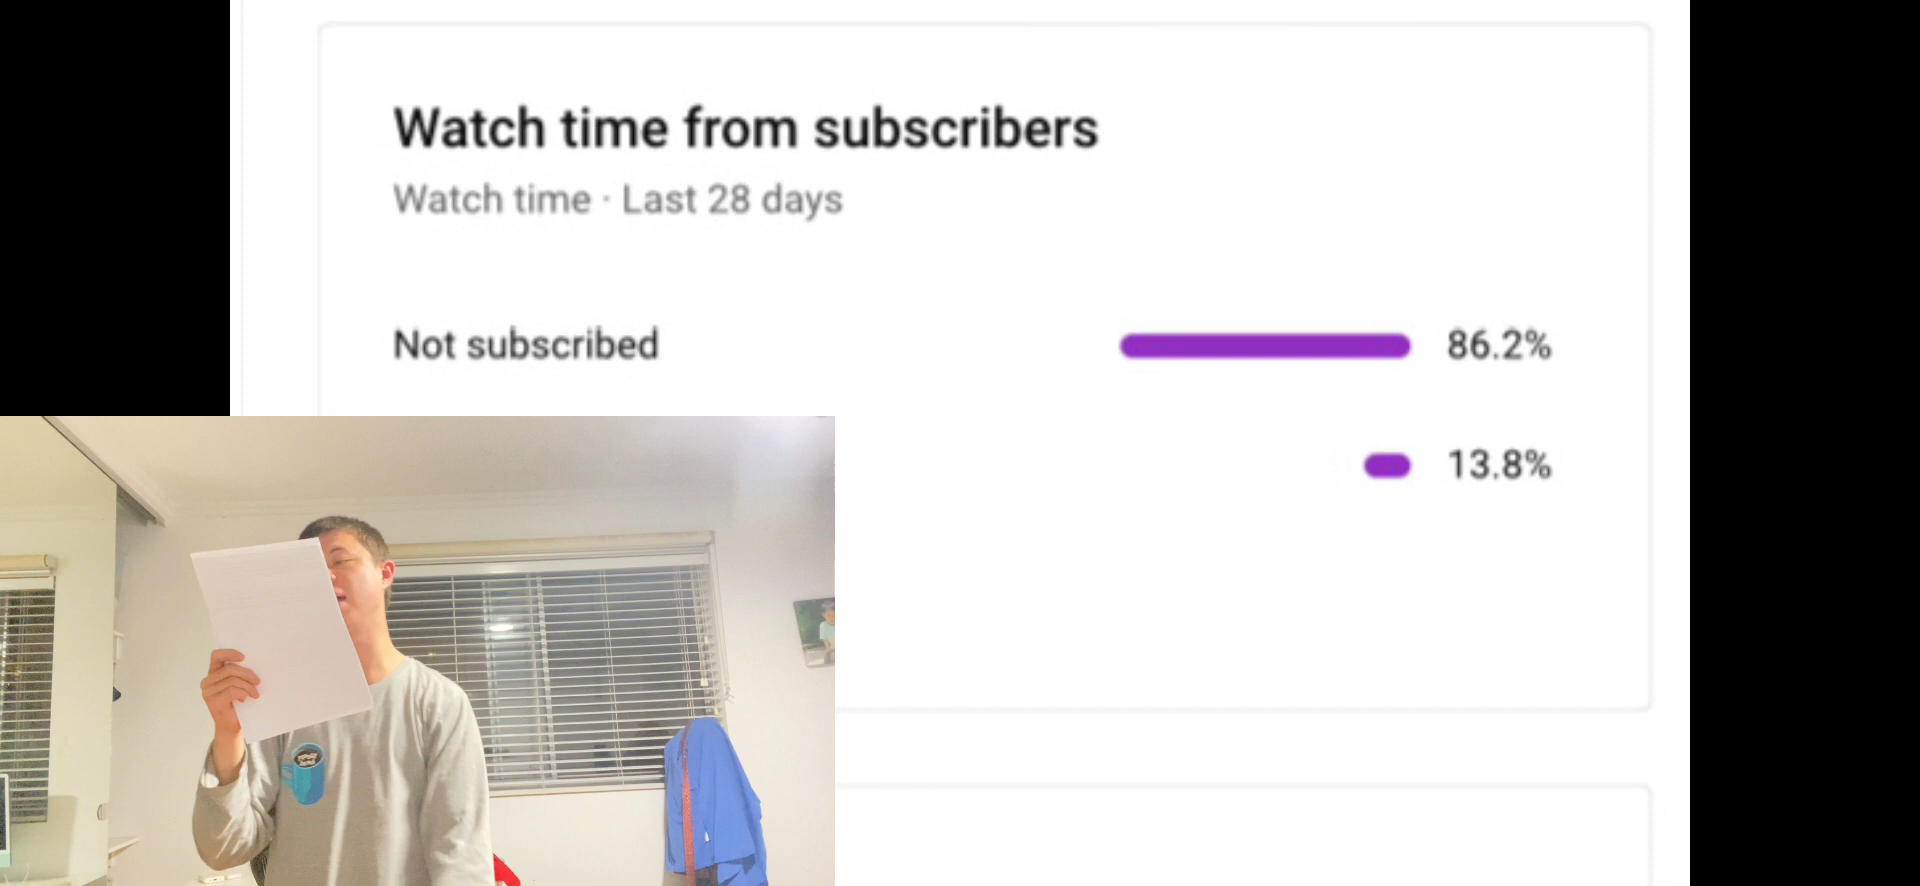 Watch time from subscribers
Watch time · Last 28 days
Not subscribed 86.2%
13.8%